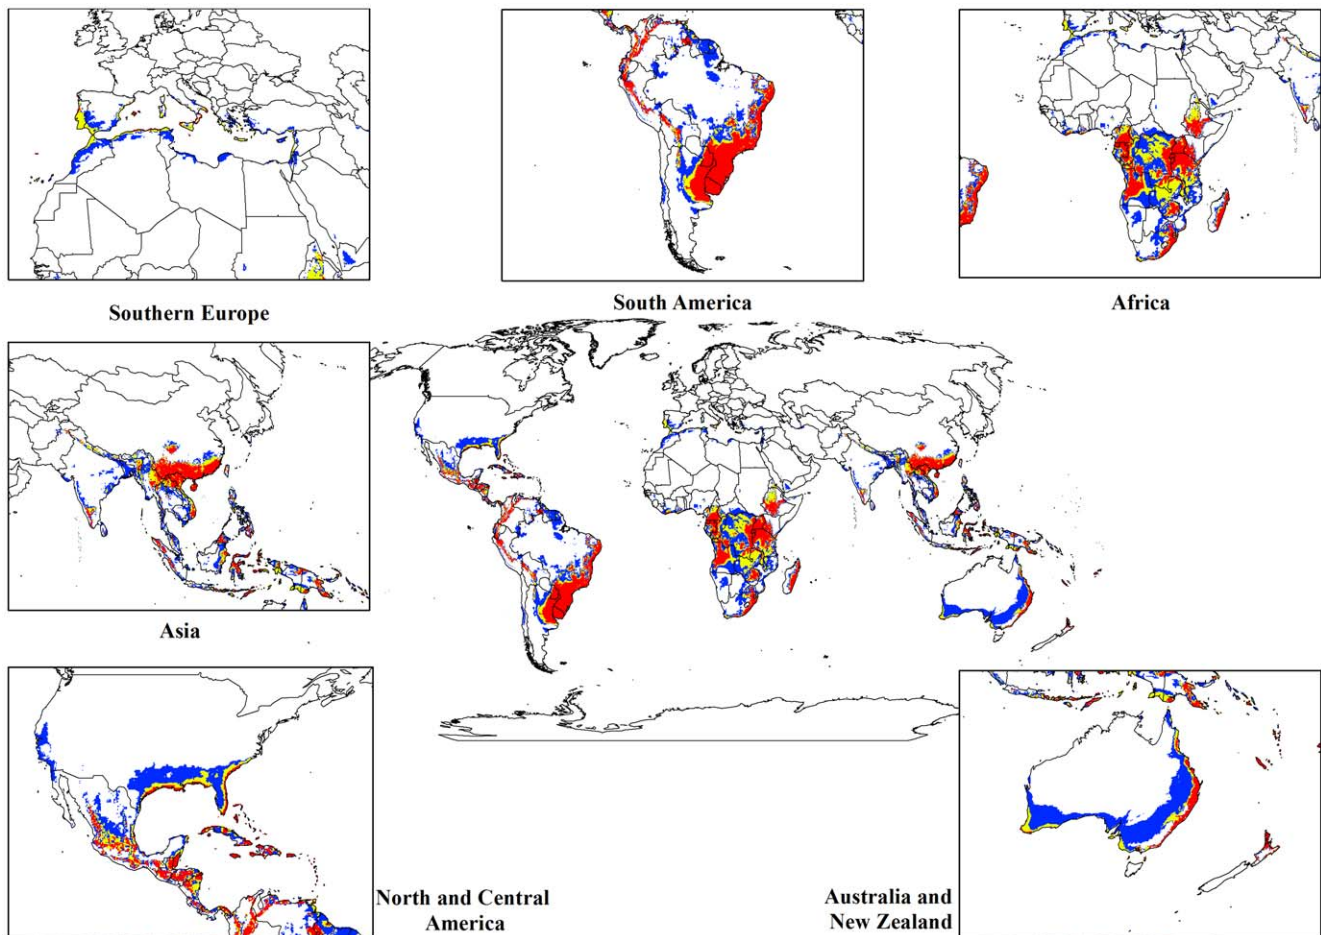 Southern Europe
South America
Africa
Asia
North and Central
America
Australia and
New Zealand